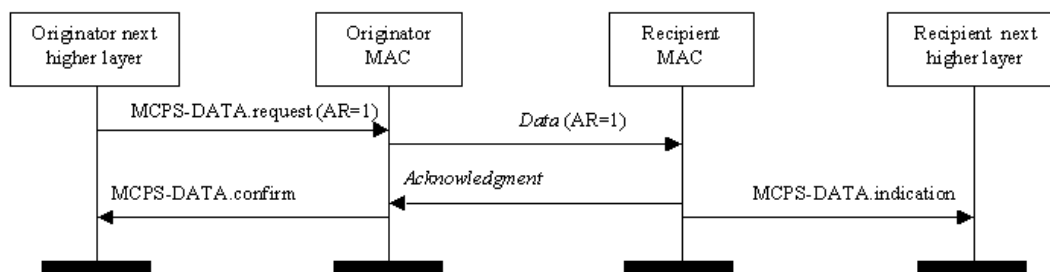 Originator next
higher layer
Originator
MAC
Recipient
MAC
Recipient next
higher layer
MCPS-DATA.request (AR=1)
Data (AR=1)
Acknowledgment
MCPS-DATA.confirm
MCPS-DATA.indication